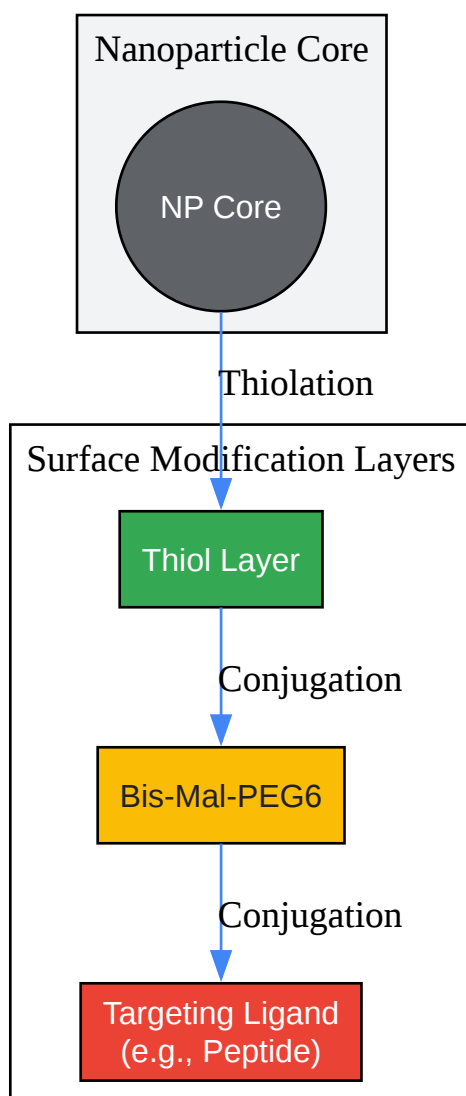 Nanoparticle Core
NP Core
Thiolation
Surface Modification Layers
Thiol Layer
Conjugation
Bis-Mal-PEG6
Conjugation
Targeting Ligand
(e.g., Peptide)